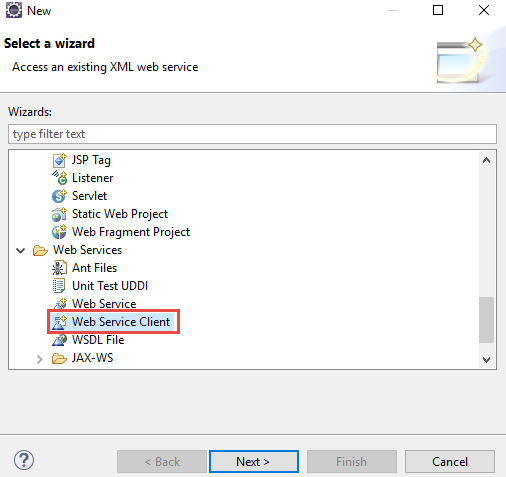 New
Select a wizard
Access an existing XML web service
Wizards:
type filter text
JSP Tag
Listener
Servlet
Static Web Project
Web Fragment Project
Web Services
Ant Files
Unit Test UDDI
Web Service
Web Service Client
WSDL File
JAX-WS
?
< Back
Next >
Finish
Cancel